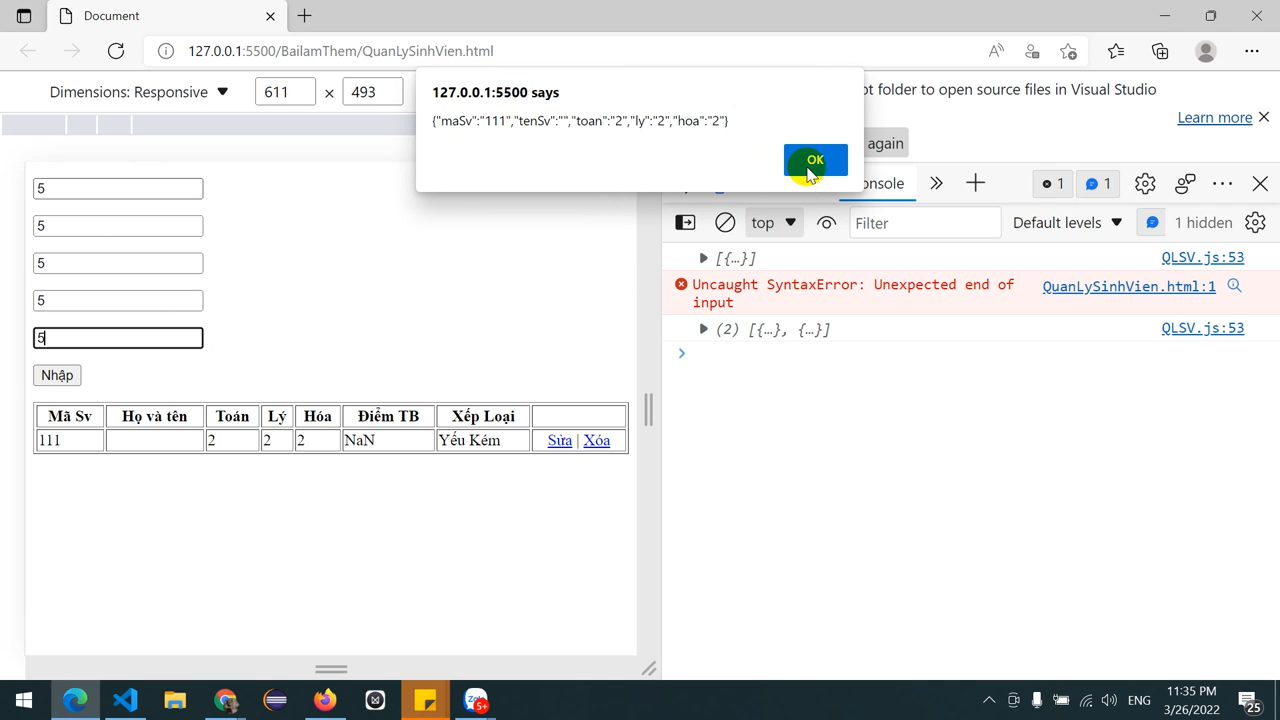 Document
127.0.0.1:5500/BailamThem/QuanLySinhVien.html
Dimensions: Responsive 611 × 493
127.0.0.1:5500 says
{"maSv":"111","tenSv":"","toan":"2","ly":"2","hoa":"2"}
OK
ot folder to open source files in Visual Studio
Learn more
again
onsole
1 1
top Filter Default levels 1 hidden
[{…}] QLSV.js:53
Uncaught SyntaxError: Unexpected end of QuanLySinhVien.html:1
input
(2) [{…}, {…}] QLSV.js:53
5
5
5
5
5
Nhập
Mã Sv Họ và tên Toán Lý Hóa Điểm TB Xếp Loại
111 2 2 2 NaN Yếu Kém Sửa | Xóa
5+
ENG
11:35 PM
3/26/2022
25